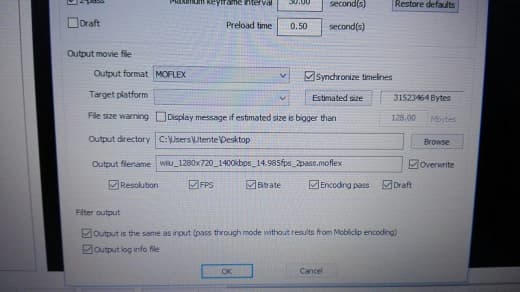 2-pass
Maximum keyframe interval 30.00 second(s) Restore defaults
Draft Preload time 0.50 second(s)
Output movie file
Output format MOFLEX Synchronize timelines
Target platform Estimated size 31523464 Bytes
File size warning Display message if estimated size is bigger than 128.00 Mbytes
Output directory C:\Users\Utente\Desktop Browse
Output filename wiiu_1280x720_1400kbps_14.985fps_2pass.moflex Overwrite
Resolution FPS Bitrate Encoding pass Draft
Filter output
Output is the same as input (pass through mode without results from Mobiclip encoding)
Output log info file
OK Cancel